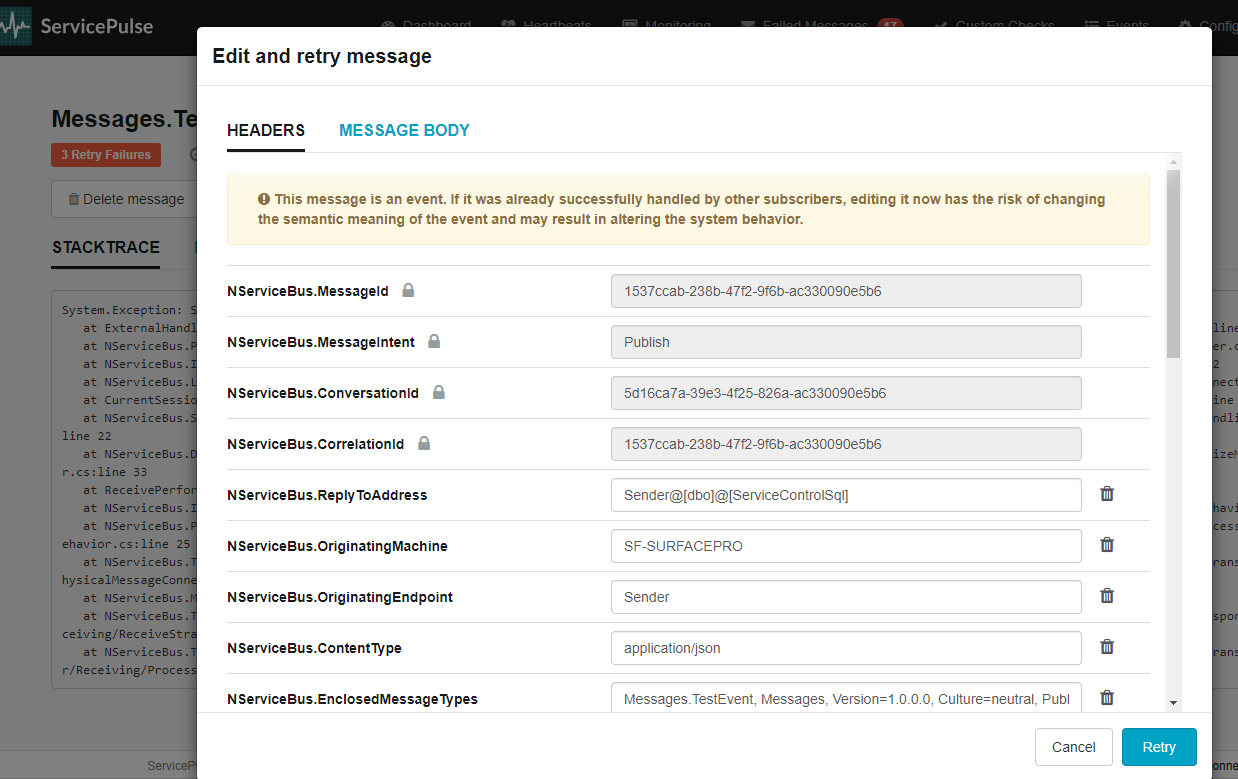 ServicePulse
Dashboard Heartbeats Monitoring Failed Messages 17 Custom Checks Events
Edit and retry message
HEADERS MESSAGE BODY
3 Retry Failures
Delete message
STACKTRACE
This message is an event. If it was already successfully handled by other subscribers, editing it now has the risk of changing
the semantic meaning of the event and may result in altering the system behavior.
NServiceBus.MessageId 1537ccab-238b-47f2-9f6b-ac330090e5b6
NServiceBus.MessageIntent Publish
NServiceBus.ConversationId 5d16ca7a-39e3-4f25-826a-ac330090e5b6
NServiceBus.CorrelationId 1537ccab-238b-47f2-9f6b-ac330090e5b6
NServiceBus.ReplyToAddress Sender@[dbo]@[ServiceControlSql]
NServiceBus.OriginatingMachine SF-SURFACEPRO
NServiceBus.OriginatingEndpoint Sender
NServiceBus.ContentType application/json
NServiceBus.EnclosedMessageTypes Messages.TestEvent, Messages, Version=1.0.0.0, Culture=neutral, Publ
System.Exception: S
at ExternalHandl
at NServiceBus.P
at NServiceBus.I
at NServiceBus.L
at CurrentSessio
at NServiceBus.S
line 22
at NServiceBus.D
r.cs:line 33
at ReceivePerfor
at NServiceBus.I
at NServiceBus.P
ehavior.cs:line 25
at NServiceBus.T
hysicalMessageConne
at NServiceBus.M
at NServiceBus.T
ceiving/ReceiveStra
at NServiceBus.T
r/Receiving/Process
Cancel Retry